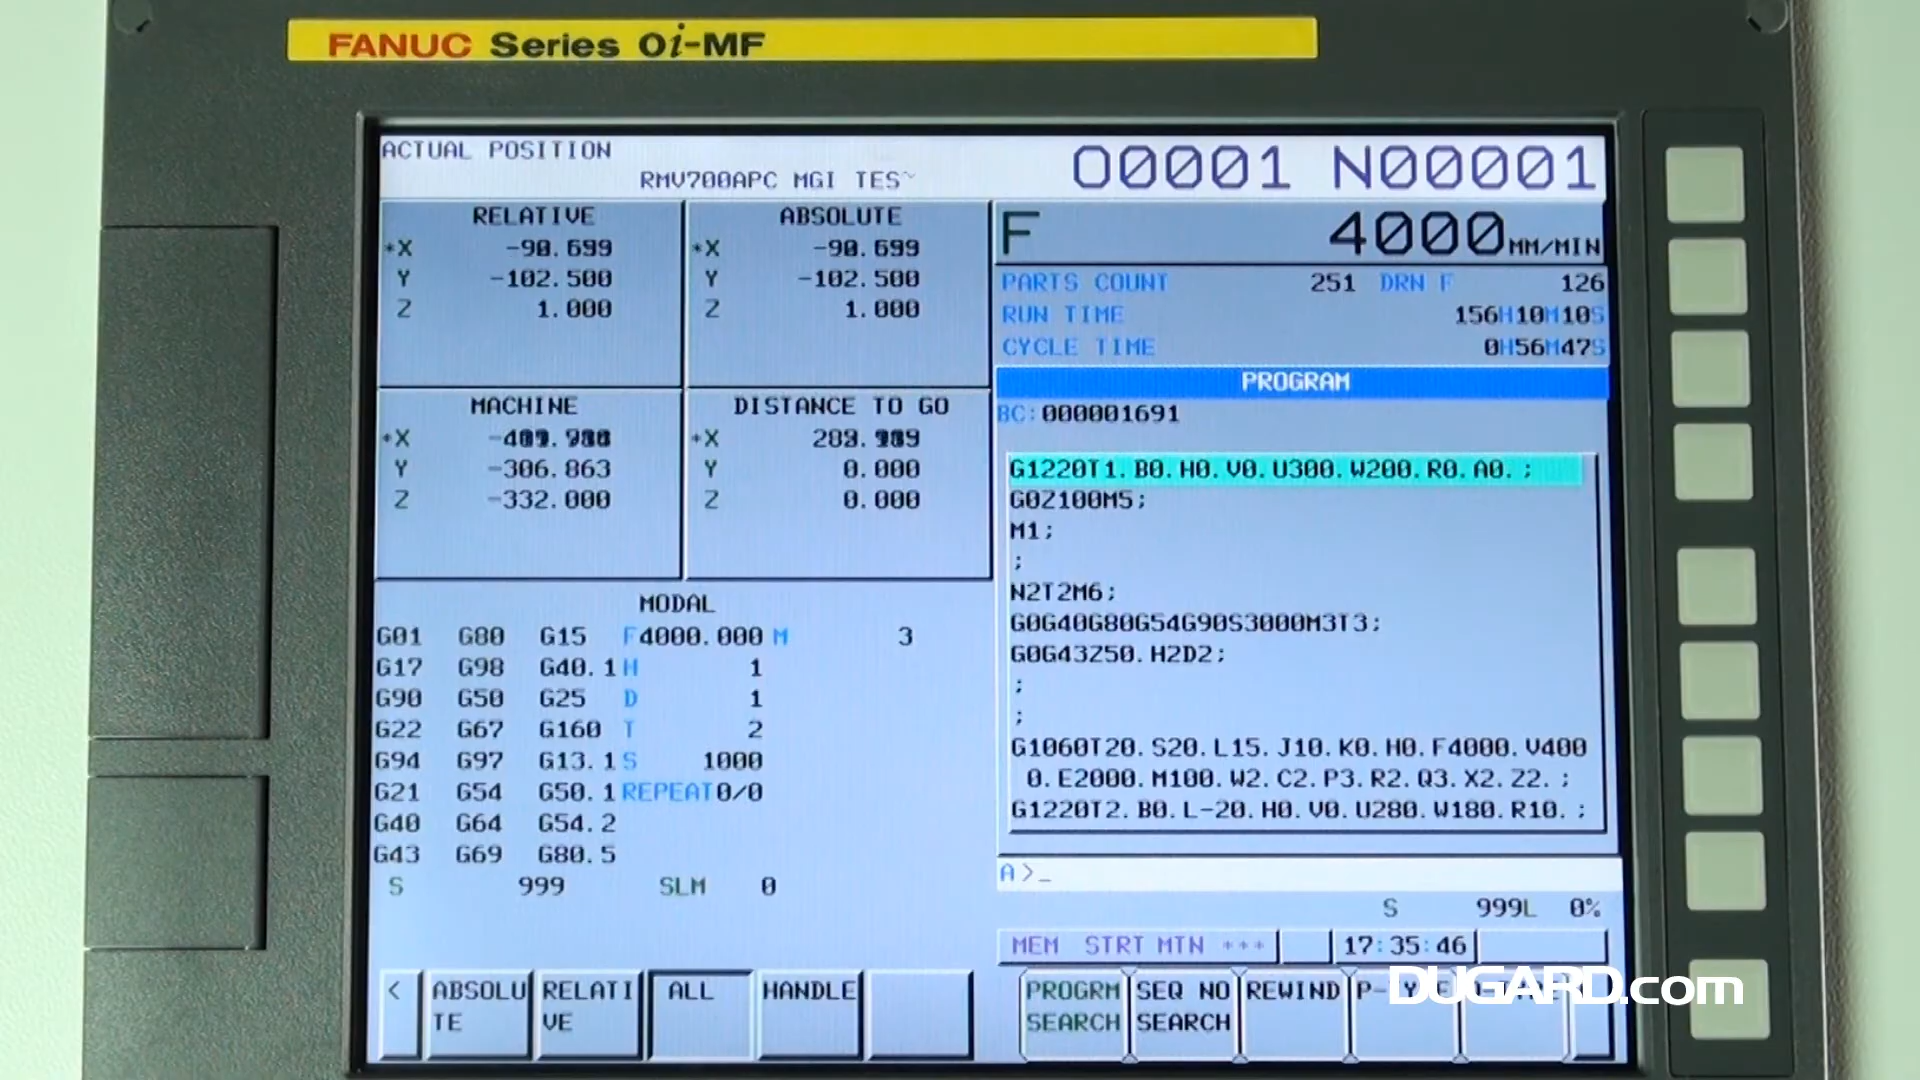 FANUC Series 0i-MF
ACTUAL POSITION
RMV700APC MGI TES~
O0001 N00001
RELATIVE
*X -90.699
Y -102.500
Z 1.000
ABSOLUTE
*X -90.699
Y -102.500
Z 1.000
MACHINE
*X
Y -306.863
Z -332.000
DISTANCE TO GO
*X
Y 0.000
Z 0.000
F 4000 MM/MIN
PARTS COUNT 251 DRN F 126
RUN TIME 156H10M10S
CYCLE TIME 0H56M47S
PROGRAM
BC:000001691
G1220T1.B0.H0.V0.U300.W200.R0.A0.;
G0Z100M5;
M1;
;
N2T2M6;
G0G40G80G54G90S3000M3T3;
G0G43Z50.H2D2;
;
;
G1060T20.S20.L15.J10.K0.H0.F4000.V400
0.E2000.M100.W2.C2.P3.R2.Q3.X2.Z2.;
G1220T2.B0.L-20.H0.V0.U280.W180.R10.;
MODAL
G01 G80 G15 F4000.000 M 3
G17 G98 G40.1 H 1
G90 G50 G25 D 1
G22 G67 G160 T 2
G94 G97 G13.1 S 1000
G21 G54 G50.1 REPEAT 0/0
G40 G64 G54.2
G43 G69 G80.5
S 999 SLM 0
A>_
S 999L 0%
MEM STRT MTN *** 17:35:46
< ABSOLU
TE
RELATI
VE
ALL
HANDLE
PROGRM
SEARCH
SEQ NO
SEARCH
REWIND
DUGARD.com